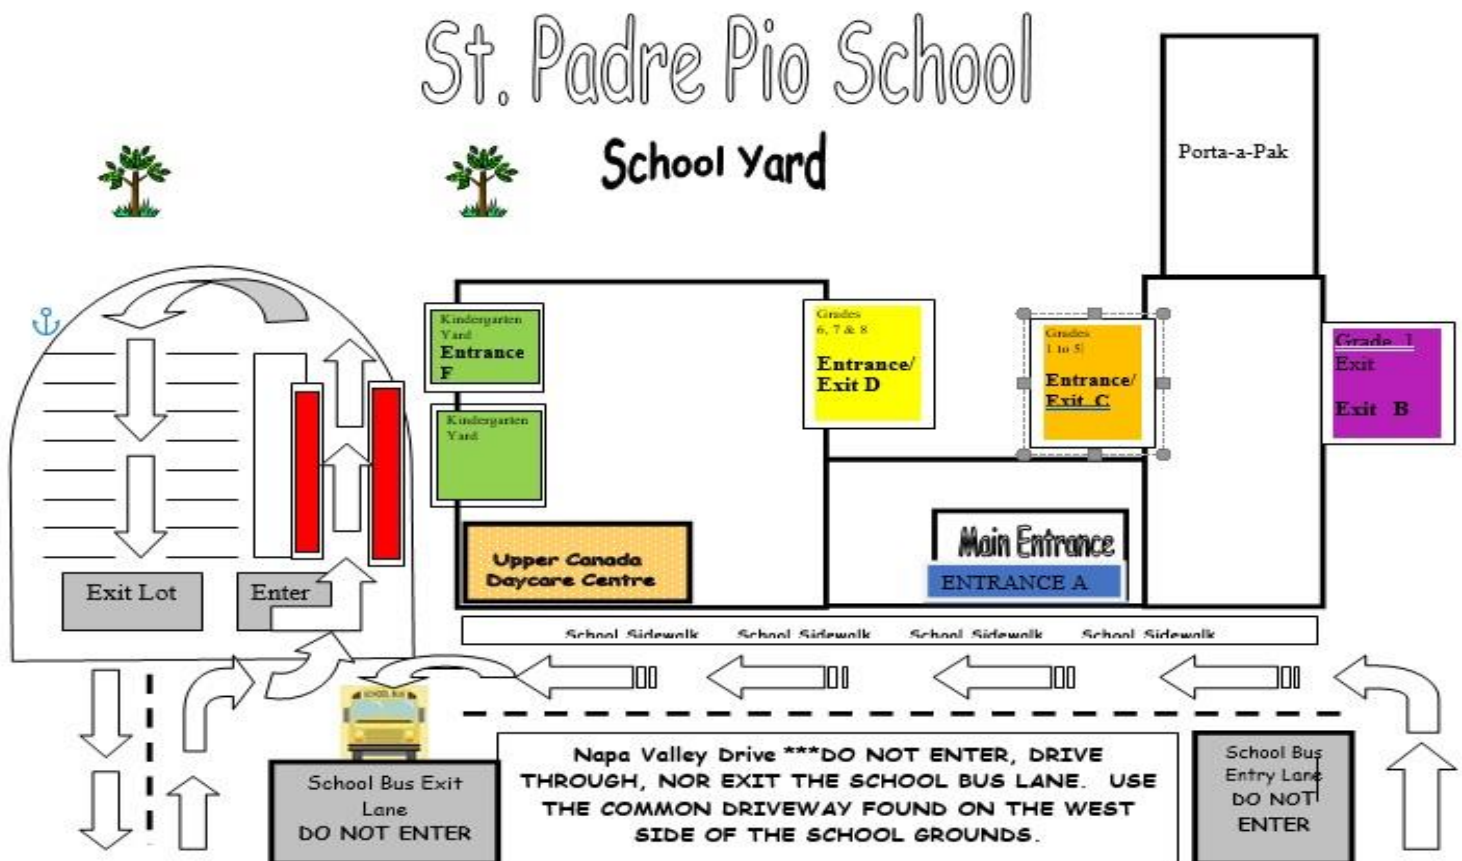 St. Padre Pio School
School Yard
Porta-a-Pak
Kindergarten
Yard
Entrance
F
Kindergarten
Yard
Grades
6, 7 & 8
Entrance/
Exit D
Grades
1 to 5
Entrance/
Exit C
Grade 1
Exit
Exit B
Upper Canada
Daycare Centre
Main Entrance
ENTRANCE A
Exit Lot
Enter
School Sidewalk School Sidewalk School Sidewalk School Sidewalk
SCHOOL BUS
School Bus Exit
Lane
DO NOT ENTER
Napa Valley Drive ***DO NOT ENTER, DRIVE
THROUGH, NOR EXIT THE SCHOOL BUS LANE. USE
THE COMMON DRIVEWAY FOUND ON THE WEST
SIDE OF THE SCHOOL GROUNDS.
School Bus
Entry Lane
DO NOT
ENTER